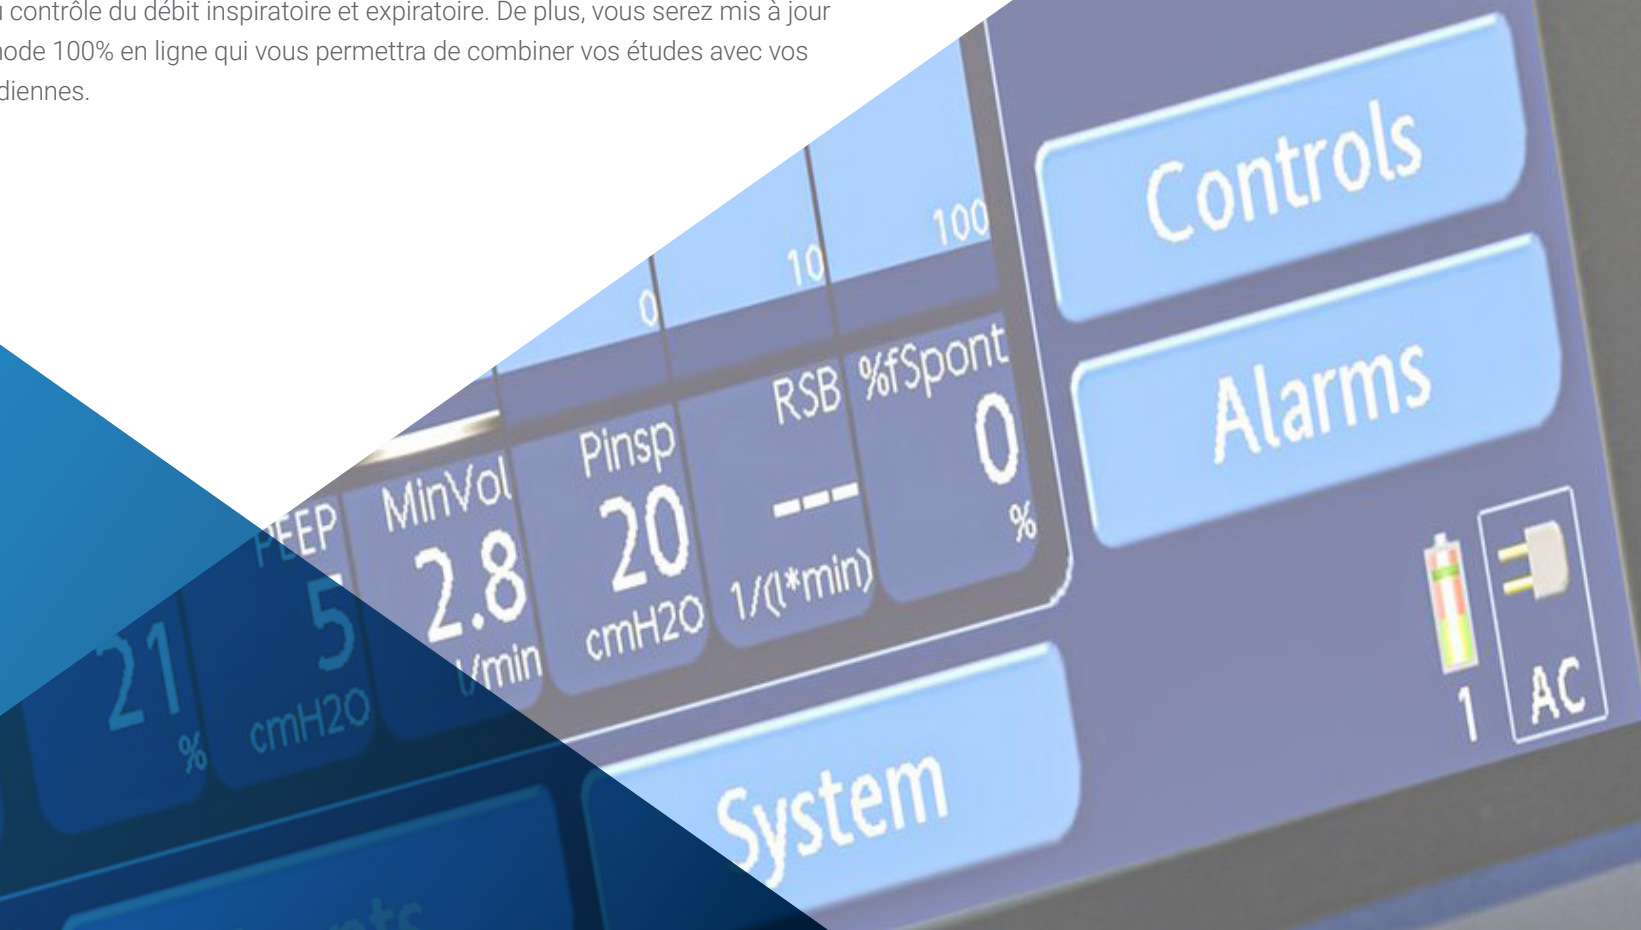 contrôle du débit inspiratoire et expiratoire. De plus, vous serez mis à jour
mode 100% en ligne qui vous permettra de combiner vos études avec vos
diennes.
0 10 100
Controls
Alarms
PEEP
5
cmH2O
MinVol
2.8
l/min
Pinsp
20
cmH2O
RSB
---
1/(l*min)
%fSpont
0
%
21
%
1
AC
System